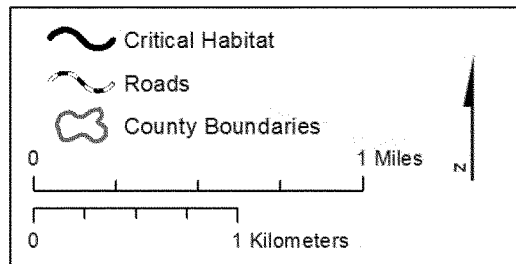 Critical Habitat
Roads
County Boundaries
0 1 Miles
N
0 1 Kilometers